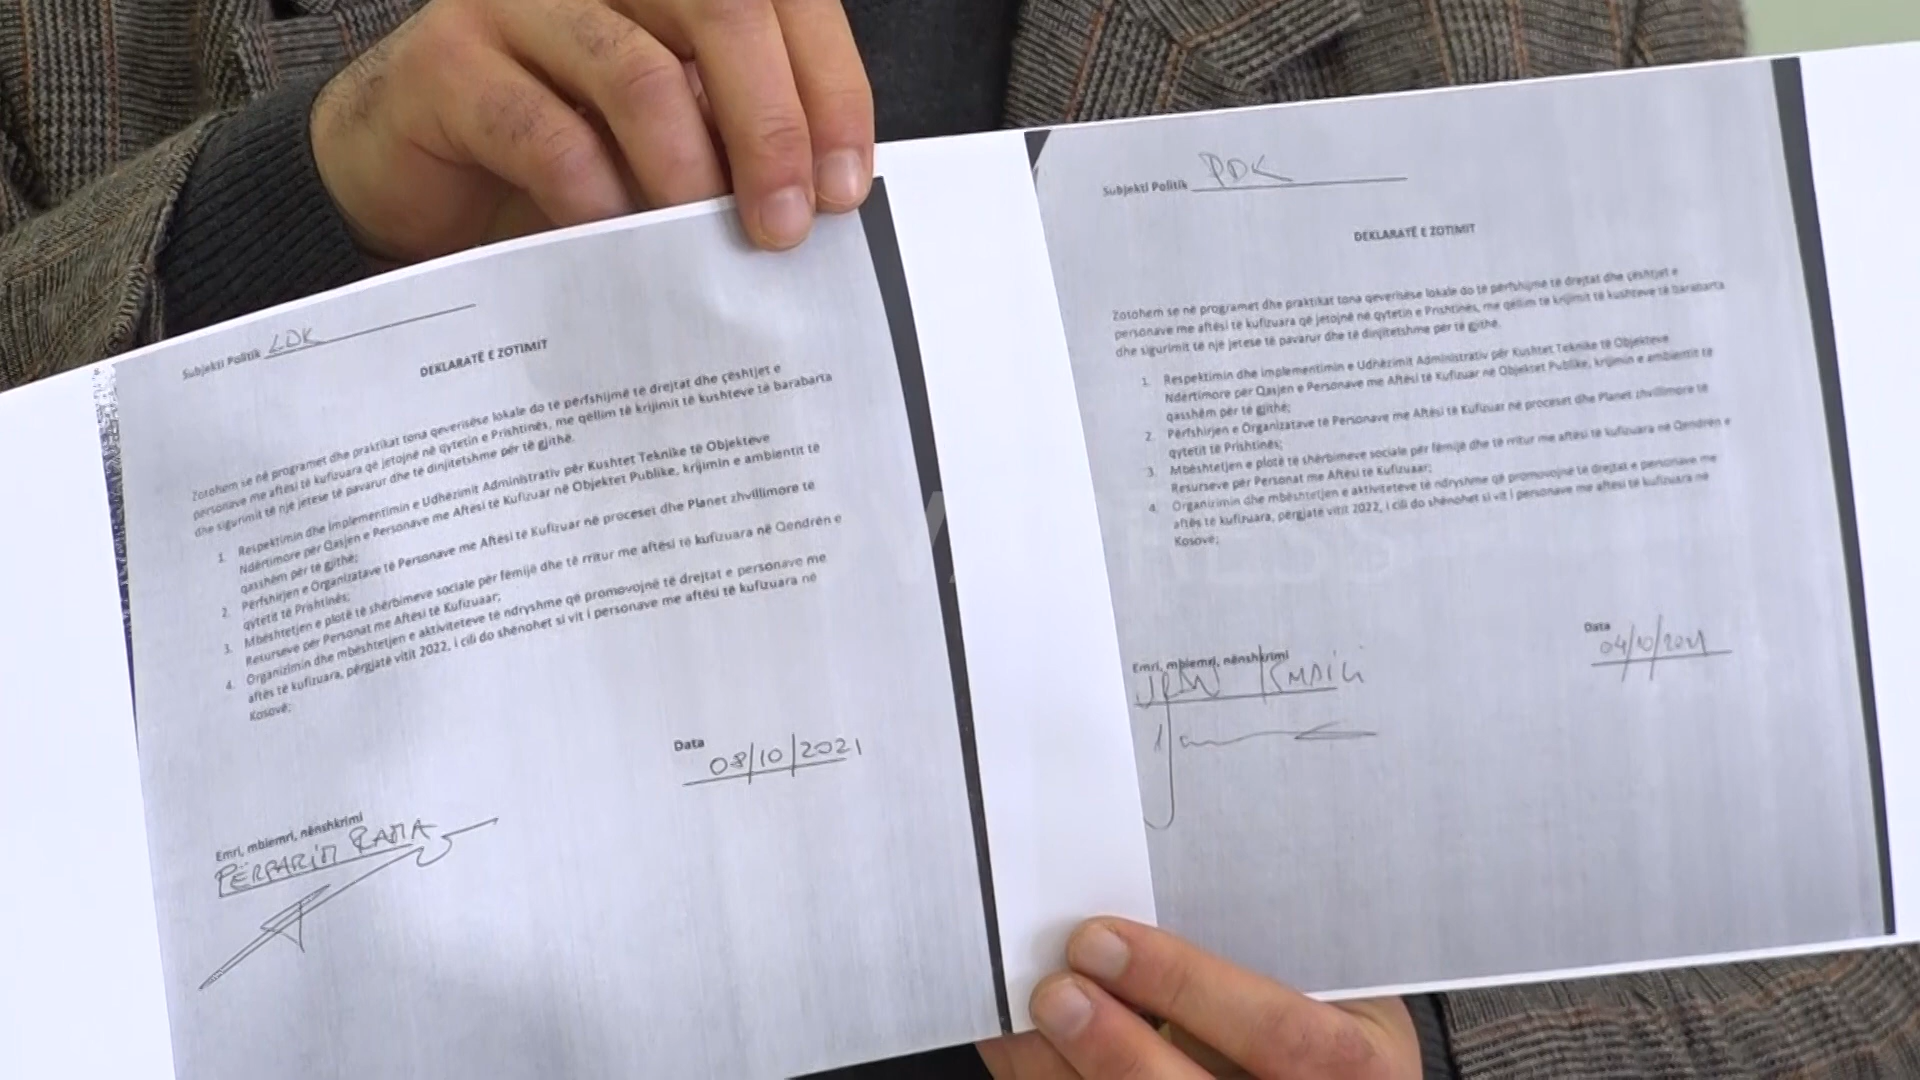 Subjekti Politik LDK
DEKLARATË E ZOTIMIT
Zotohem se në programet dhe praktikat tona qeverisëse lokale do të përfshijmë të drejtat dhe çështjet e
personave me aftësi të kufizuara që jetojnë në qytetin e Prishtinës, me qëllim të krijimit të kushteve të barabarta
dhe sigurimit të një jetese të pavarur dhe të dinjitetshme për të gjithë.
1. Respektimin dhe implementimin e Udhëzimit Administrativ për Kushtet Teknike të Objekteve
Ndërtimore për Qasjen e Personave me Aftësi të Kufizuar në Objektet Publike, krijimin e ambientit të
qasshëm për të gjithë;
2. Përfshirjen e Organizatave të Personave me Aftësi të Kufizuar në proceset dhe Planet zhvillimore të
qytetit të Prishtinës;
3. Mbështetjen e plotë të shërbimeve sociale për fëmijë dhe të rritur me aftësi të kufizuara në Qendrën e
Resurseve për Personat me Aftësi të Kufizuaar;
4. Organizimin dhe mbështetjen e aktiviteteve të ndryshme që promovojnë të drejtat e personave me
aftës të kufizuara, përgjatë vitit 2022, i cili do shënohet si vit i personave me aftësi të kufizuara në
Kosovë;
Data
08/10/2021
Emri, mbiemri, nënshkrimi
PËRPARIM RAMA
Subjekti Politik PDK
DEKLARATË E ZOTIMIT
Zotohem se në programet dhe praktikat tona qeverisëse lokale do të përfshijmë të drejtat dhe çështjet e
personave me aftësi të kufizuara që jetojnë në qytetin e Prishtinës, me qëllim të krijimit të kushteve të barabarta
dhe sigurimit të një jetese të pavarur dhe të dinjitetshme për të gjithë.
1. Respektimin dhe implementimin e Udhëzimit Administrativ për Kushtet Teknike të Objekteve
Ndërtimore për Qasjen e Personave me Aftësi të Kufizuar në Objektet Publike, krijimin e ambientit të
qasshëm për të gjithë;
2. Përfshirjen e Organizatave të Personave me Aftësi të Kufizuar në proceset dhe Planet zhvillimore të
qytetit të Prishtinës;
3. Mbështetjen e plotë të shërbimeve sociale për fëmijë dhe të rritur me aftësi të kufizuara në Qendrën e
Resurseve për Personat me Aftësi të Kufizuaar;
4. Organizimin dhe mbështetjen e aktiviteteve të ndryshme që promovojnë të drejtat e personave me
aftës të kufizuara, përgjatë vitit 2022, i cili do shënohet si vit i personave me aftësi të kufizuara në
Kosovë;
Data
04/10/2021
Emri, mbiemri, nënshkrimi